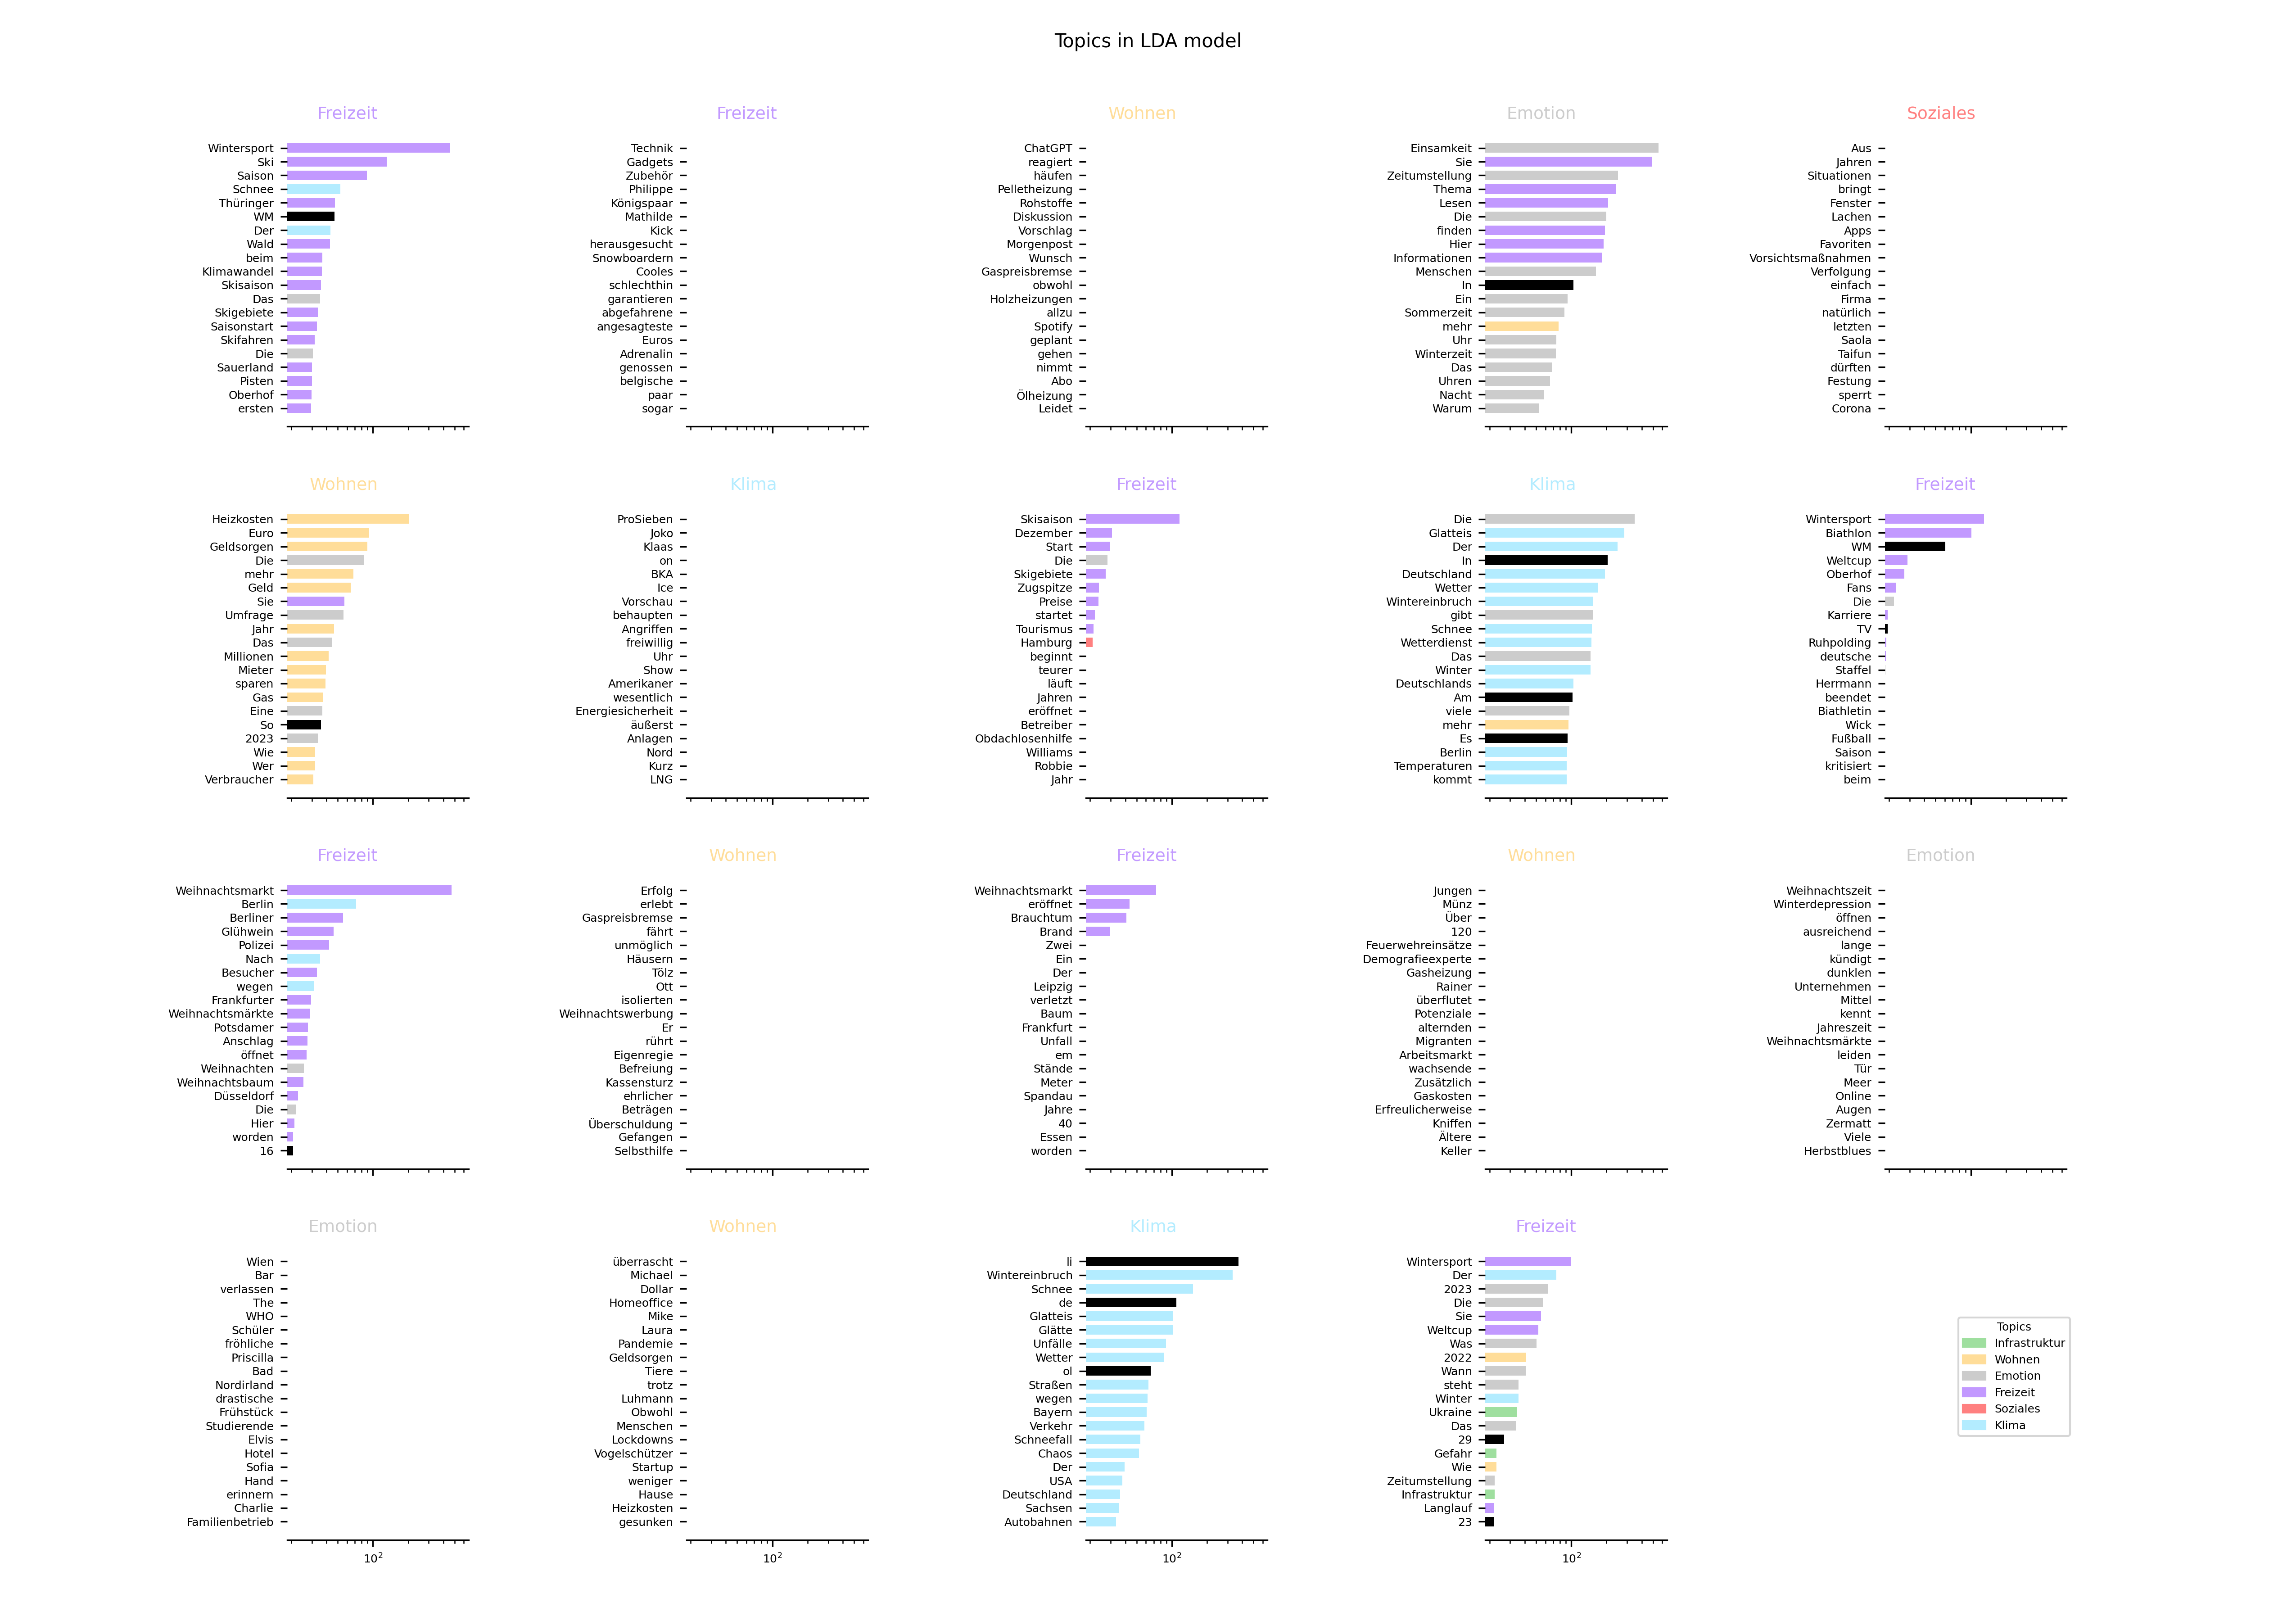 Topics in LDA model
Freizeit
Wintersport
Ski
Saison
Schnee
Thüringer
WM
Der
Wald
beim
Klimawandel
Skisaison
Das
Skigebiete
Saisonstart
Skifahren
Die
Sauerland
Pisten
Oberhof
ersten
Freizeit
Technik
Gadgets
Zubehör
Philippe
Königspaar
Mathilde
Kick
herausgesucht
Snowboardern
Cooles
schlechthin
garantieren
abgefahrene
angesagteste
Euros
Adrenalin
genossen
belgische
paar
sogar
Wohnen
ChatGPT
reagiert
häufen
Pelletheizung
Rohstoffe
Diskussion
Vorschlag
Morgenpost
Wunsch
Gaspreisbremse
obwohl
Holzheizungen
allzu
Spotify
geplant
gehen
nimmt
Abo
Ölheizung
Leidet
Emotion
Einsamkeit
Sie
Zeitumstellung
Thema
Lesen
Die
finden
Hier
Informationen
Menschen
In
Ein
Sommerzeit
mehr
Uhr
Winterzeit
Das
Uhren
Nacht
Warum
Soziales
Aus
Jahren
Situationen
bringt
Fenster
Lachen
Apps
Favoriten
Vorsichtsmaßnahmen
Verfolgung
einfach
Firma
natürlich
letzten
Saola
Taifun
dürften
Festung
sperrt
Corona
Wohnen
Heizkosten
Euro
Geldsorgen
Die
mehr
Geld
Sie
Umfrage
Jahr
Das
Millionen
Mieter
sparen
Gas
Eine
So
2023
Wie
Wer
Verbraucher
Klima
ProSieben
Joko
Klaas
on
BKA
Ice
Vorschau
behaupten
Angriffen
freiwillig
Uhr
Show
Amerikaner
wesentlich
Energiesicherheit
äußerst
Anlagen
Nord
Kurz
LNG
Freizeit
Skisaison
Dezember
Start
Die
Skigebiete
Zugspitze
Preise
startet
Tourismus
Hamburg
beginnt
teurer
läuft
Jahren
eröffnet
Betreiber
Obdachlosenhilfe
Williams
Robbie
Jahr
Klima
Die
Glatteis
Der
In
Deutschland
Wetter
Wintereinbruch
gibt
Schnee
Wetterdienst
Das
Winter
Deutschlands
Am
viele
mehr
Es
Berlin
Temperaturen
kommt
Freizeit
Wintersport
Biathlon
WM
Weltcup
Oberhof
Fans
Die
Karriere
TV
Ruhpolding
deutsche
Staffel
Herrmann
beendet
Biathletin
Wick
Fußball
Saison
kritisiert
beim
Freizeit
Weihnachtsmarkt
Berlin
Berliner
Glühwein
Polizei
Nach
Besucher
wegen
Frankfurter
Weihnachtsmärkte
Potsdamer
Anschlag
öffnet
Weihnachten
Weihnachtsbaum
Düsseldorf
Die
Hier
worden
16
Wohnen
Erfolg
erlebt
Gaspreisbremse
fährt
unmöglich
Häusern
Tölz
Ott
isolierten
Weihnachtswerbung
Er
rührt
Eigenregie
Befreiung
Kassensturz
ehrlicher
Beträgen
Überschuldung
Gefangen
Selbsthilfe
Freizeit
Weihnachtsmarkt
eröffnet
Brauchtum
Brand
Zwei
Ein
Der
Leipzig
verletzt
Baum
Frankfurt
Unfall
em
Stände
Meter
Spandau
Jahre
40
Essen
worden
Wohnen
Jungen
Münz
Über
120
Feuerwehreinsätze
Demografieexperte
Gasheizung
Rainer
überflutet
Potenziale
alternden
Migranten
Arbeitsmarkt
wachsende
Zusätzlich
Gaskosten
Erfreulicherweise
Kniffen
Ältere
Keller
Emotion
Weihnachtszeit
Winterdepression
öffnen
ausreichend
lange
kündigt
dunklen
Unternehmen
Mittel
kennt
Jahreszeit
Weihnachtsmärkte
leiden
Tür
Meer
Online
Augen
Zermatt
Viele
Herbstblues
Emotion
Wien
Bar
verlassen
The
WHO
Schüler
fröhliche
Priscilla
Bad
Nordirland
drastische
Frühstück
Studierende
Elvis
Hotel
Sofia
Hand
erinnern
Charlie
Familienbetrieb
10²
Wohnen
überrascht
Michael
Dollar
Homeoffice
Mike
Laura
Pandemie
Geldsorgen
Tiere
trotz
Luhmann
Obwohl
Menschen
Lockdowns
Vogelschützer
Startup
weniger
Hause
Heizkosten
gesunken
10²
Klima
li
Wintereinbruch
Schnee
de
Glatteis
Glätte
Unfälle
Wetter
ol
Straßen
wegen
Bayern
Verkehr
Schneefall
Chaos
Der
USA
Deutschland
Sachsen
Autobahnen
10²
Freizeit
Wintersport
Der
2023
Die
Sie
Weltcup
Was
2022
Wann
steht
Winter
Ukraine
Das
29
Gefahr
Wie
Zeitumstellung
Infrastruktur
Langlauf
23
10²
Topics
Infrastruktur
Wohnen
Emotion
Freizeit
Soziales
Klima